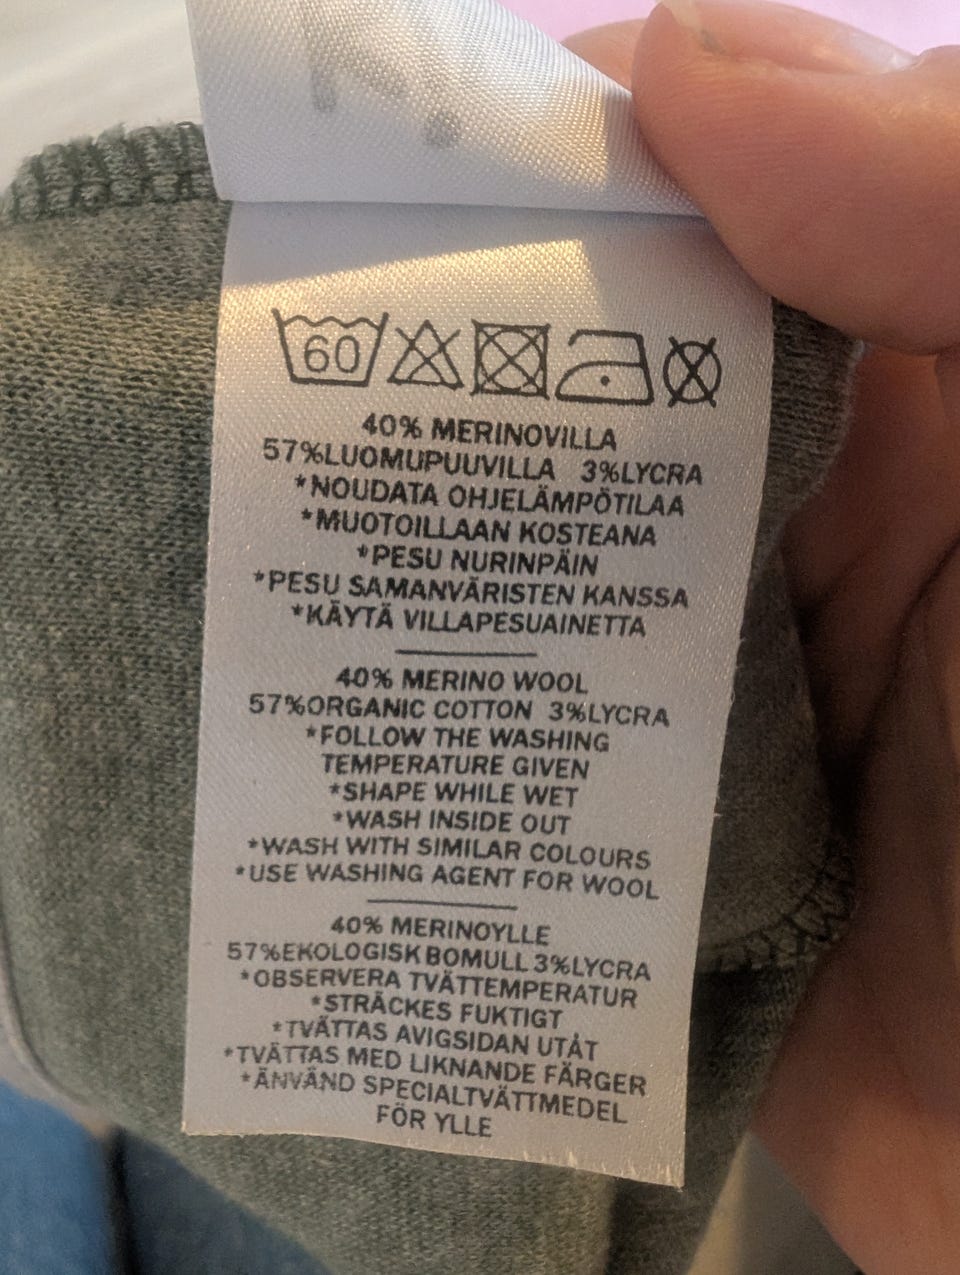 60
40% MERINOVILLA
57%LUOMUPUUVILLA 3%LYCRA
*NOUDATA OHJELÄMPÖTILAA
*MUOTOILLAAN KOSTEANA
*PESU NURINPÄIN
*PESU SAMANVÄRISTEN KANSSA
*KÄYTÄ VILLAPESUAINETTA
40% MERINO WOOL
57%ORGANIC COTTON 3%LYCRA
*FOLLOW THE WASHING
TEMPERATURE GIVEN
*SHAPE WHILE WET
*WASH INSIDE OUT
*WASH WITH SIMILAR COLOURS
*USE WASHING AGENT FOR WOOL
40% MERINOYLLE
57%EKOLOGISK BOMULL 3%LYCRA
*OBSERVERA TVÄTTEMPERATUR
*STRÄCKES FUKTIGT
*TVÄTTAS AVIGSIDAN UTÅT
*TVÄTTAS MED LIKNANDE FÄRGER
*ÄNVÄND SPECIALTVÄTTMEDEL
FÖR YLLE